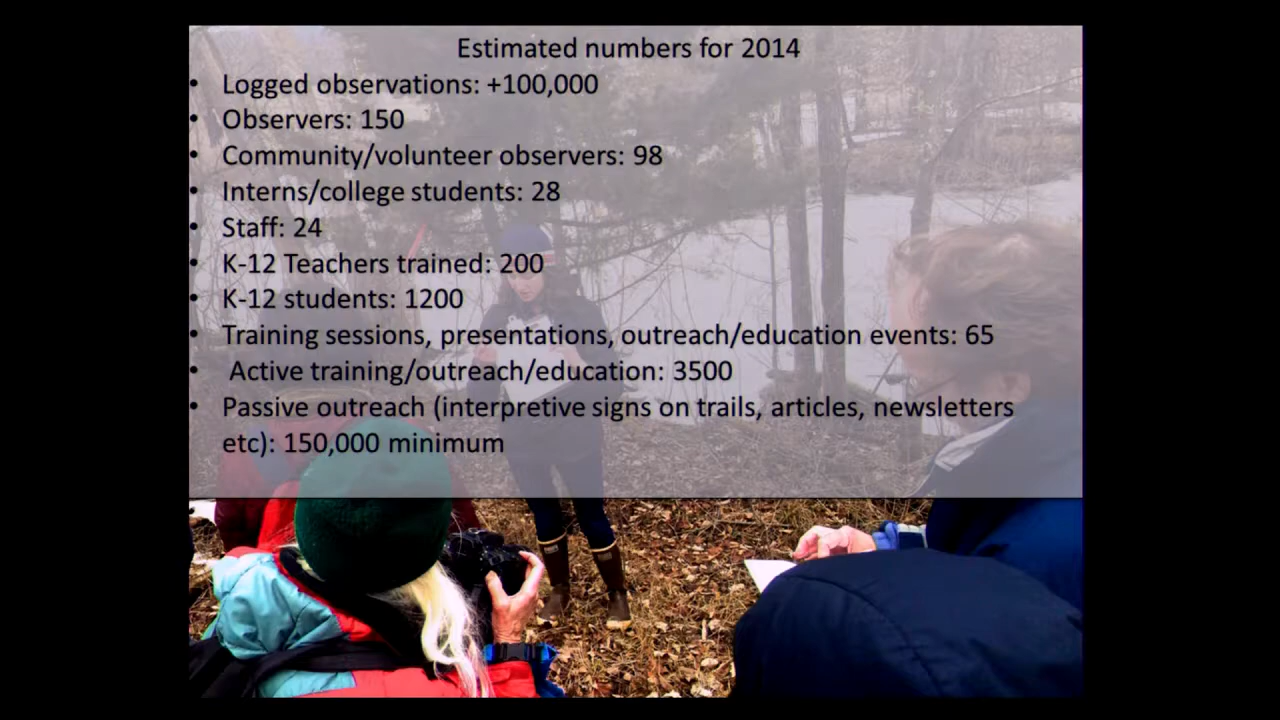 Estimated numbers for 2014
• Logged observations: +100,000
• Observers: 150
• Community/volunteer observers: 98
• Interns/college students: 28
• Staff: 24
• K-12 Teachers trained: 200
• K-12 students: 1200
• Training sessions, presentations, outreach/education events: 65
• Active training/outreach/education: 3500
• Passive outreach (interpretive signs on trails, articles, newsletters
etc): 150,000 minimum